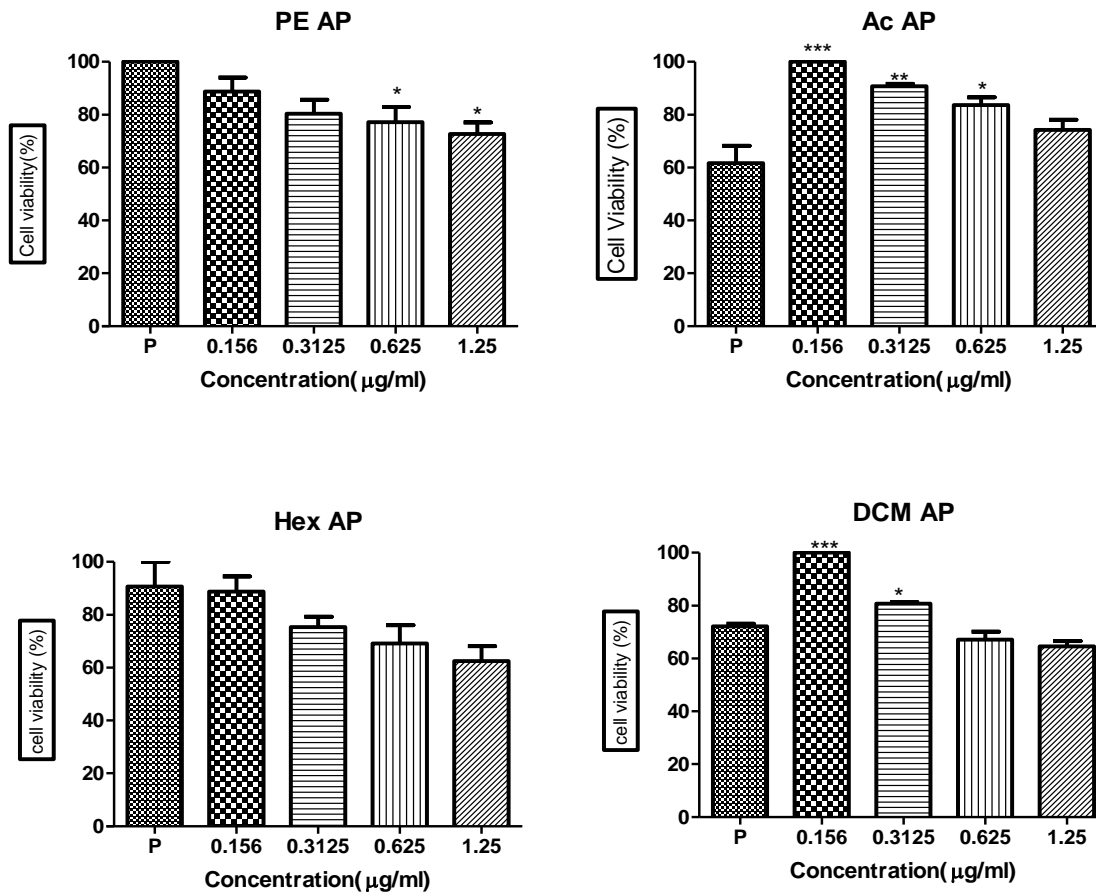 PE AP
Cell viability(%)
100
80
60
40
20
0
*
*
P 0.156 0.3125 0.625 1.25
Concentration( μg/ml)
Ac AP
Cell Viability (%)
100
80
60
40
20
0
***
**
*
P 0.156 0.3125 0.625 1.25
Concentration( μg/ml)
Hex AP
cell viability (%)
100
80
60
40
20
0
P 0.156 0.3125 0.625 1.25
Concentration( μg/ml)
DCM AP
cell viability (%)
100
80
60
40
20
0
***
*
P 0.156 0.3125 0.625 1.25
Concentration( μg/ml)